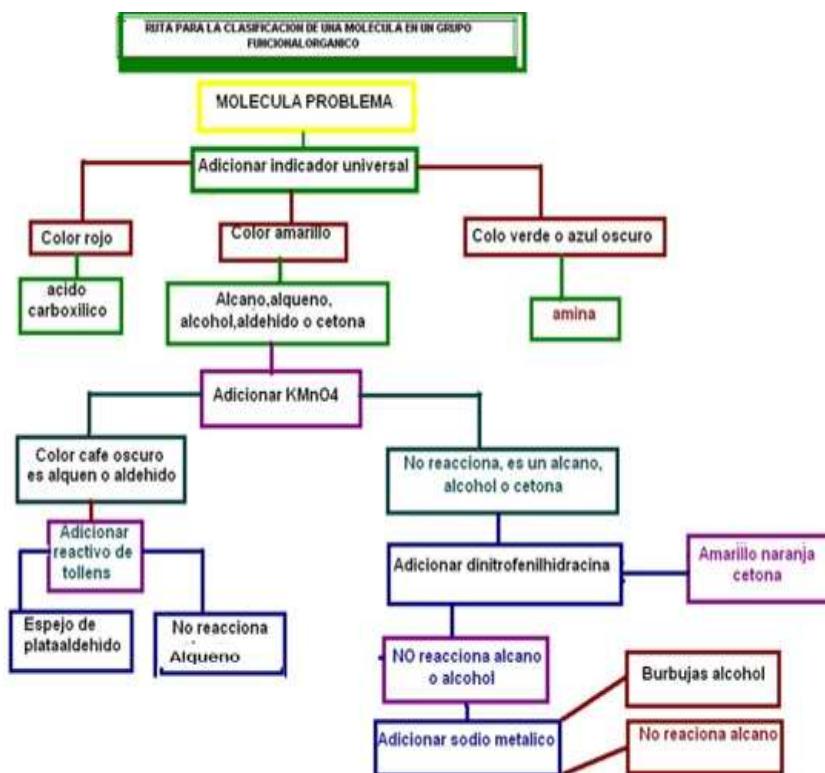 RUTA PARA LA CLASIFICACION DE UNA MOLECULA EN UN GRUPO
FUNCIONALORGANICO
MOLECULA PROBLEMA
Adicionar indicador universal
Color rojo
Color amarillo
Colo verde o azul oscuro
acido
carboxilico
Alcano,alqueno,
alcohol,aldehido o cetona
amina
Adicionar KMnO4
Color cafe oscuro
es alquen o aldehido
No reacciona, es un alcano,
alcohol o cetona
Adicionar
reactivo de
tollens
Adicionar dinitrofenilhidracina
Amarillo naranja
cetona
Espejo de
plataaldehido
No reacciona
Alqueno
NO reacciona alcano
o alcohol
Burbujas alcohol
Adicionar sodio metalico
No reaciona alcano